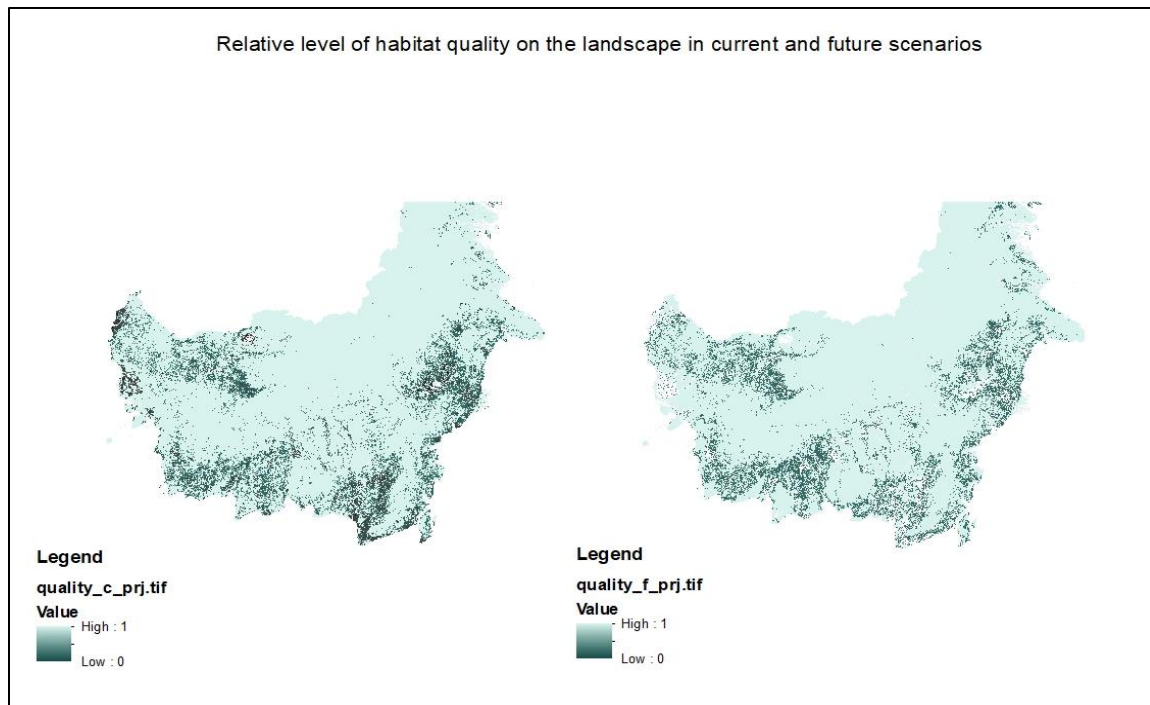 Relative level of habitat quality on the landscape in current and future scenarios
Legend
quality_c_prj.tif
Value
High : 1
Low : 0
Legend
quality_f_prj.tif
Value
High : 1
Low : 0